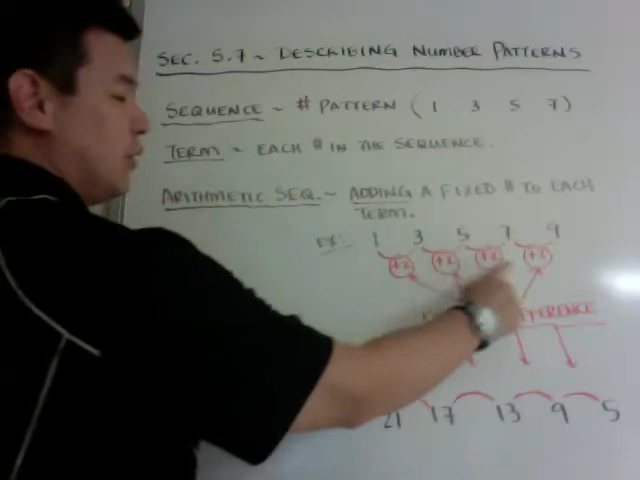 SEC. 5.7 ~ DESCRIBING NUMBER PATTERNS
SEQUENCE ~ # PATTERN ( 1 3 5 7 )
TERM ~ EACH # IN THE SEQUENCE.
ARITHMETIC SEQ. ~ ADDING A FIXED # TO EACH
TERM.
EX: 1 3 5 7 9
+2 +2 +2 +2
21 17 13 9 5